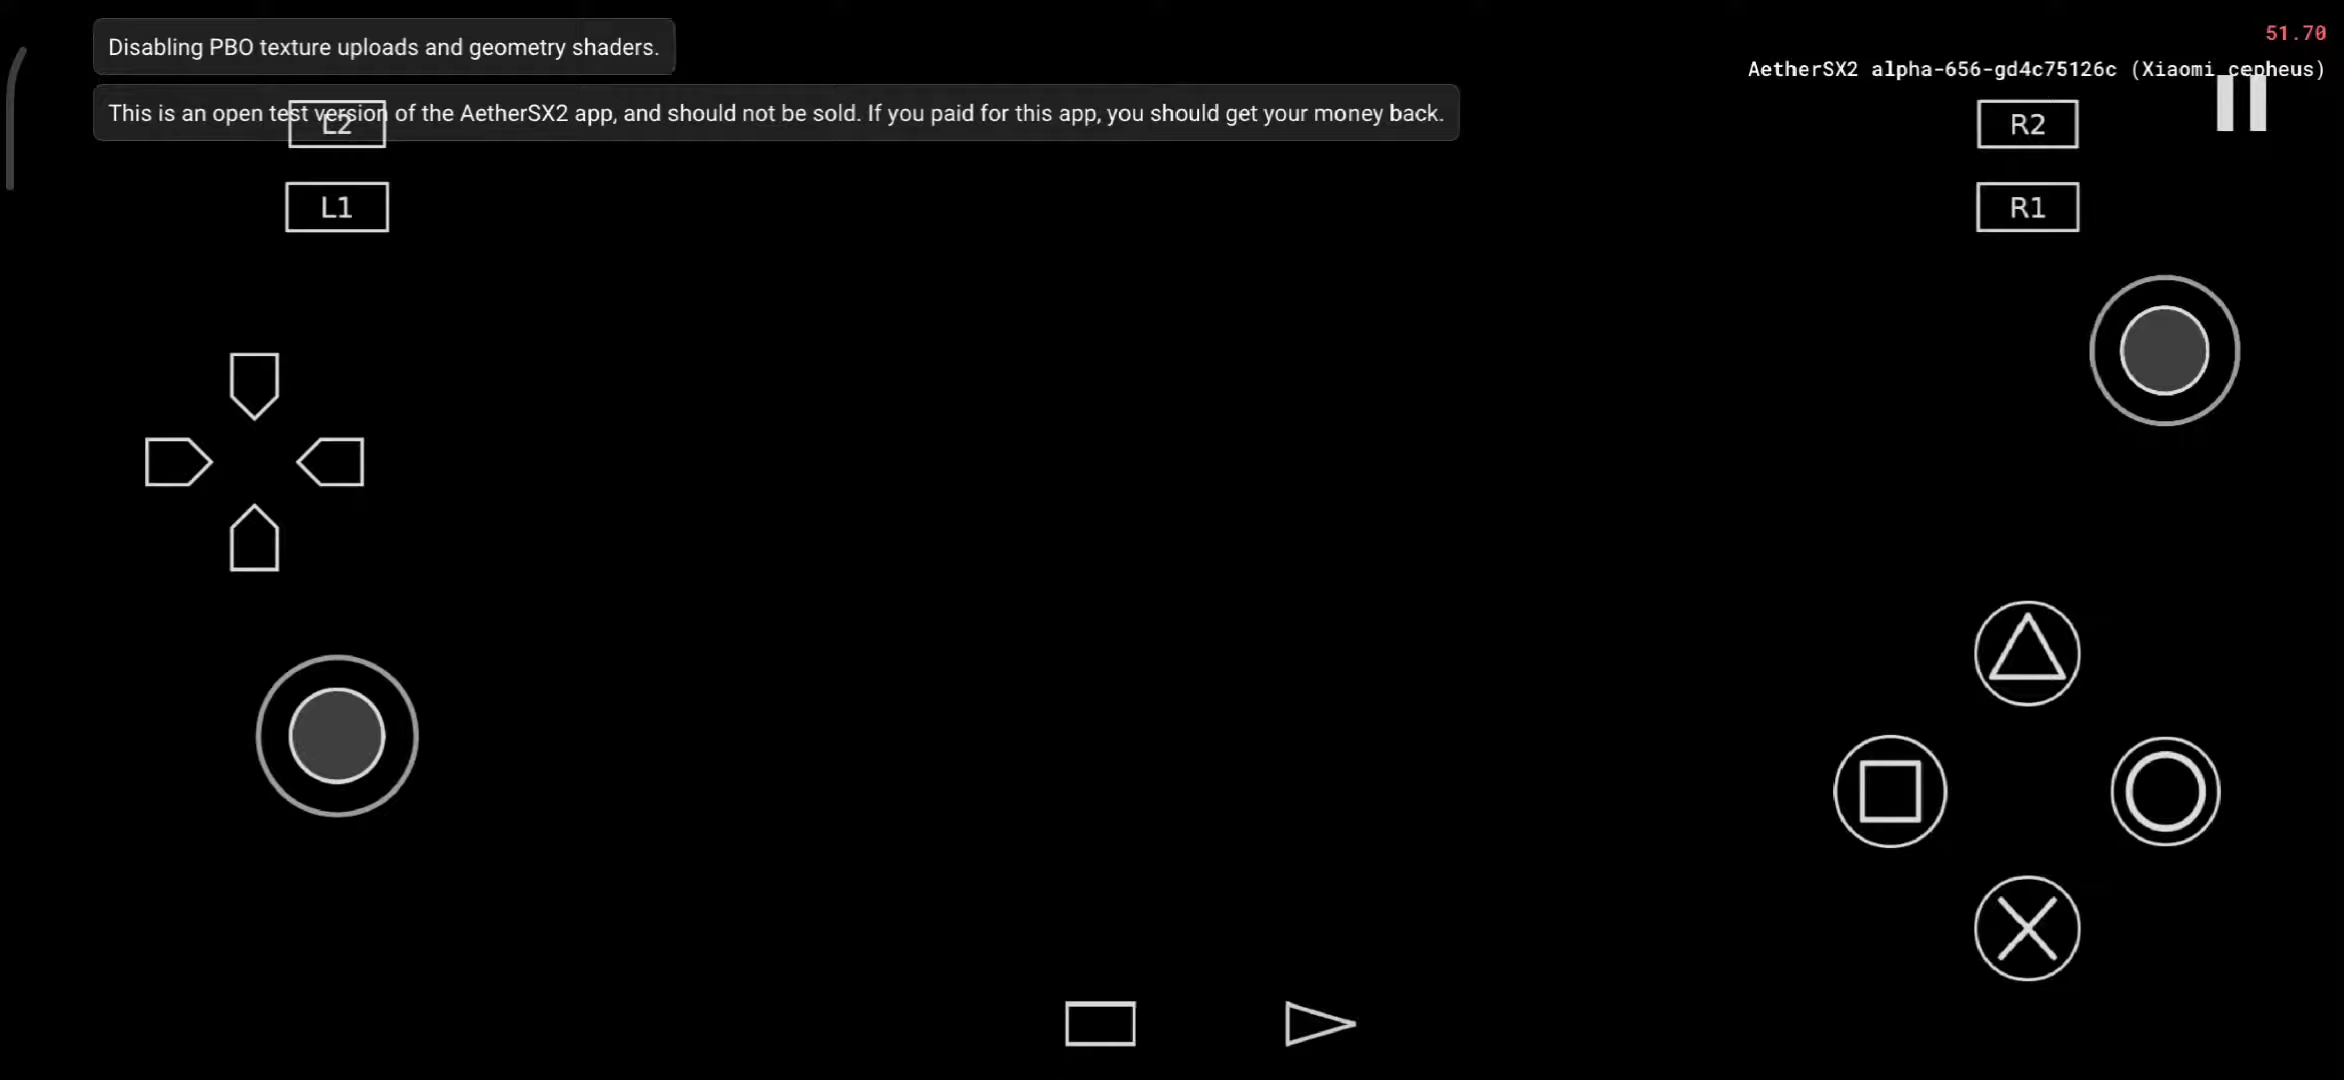 Disabling PBO texture uploads and geometry shaders.
51.70
AetherSX2 alpha-656-gd4c75126c (Xiaomi cepheus)
This is an open test version of the AetherSX2 app, and should not be sold. If you paid for this app, you should get your money back.
L2
R2
L1
R1